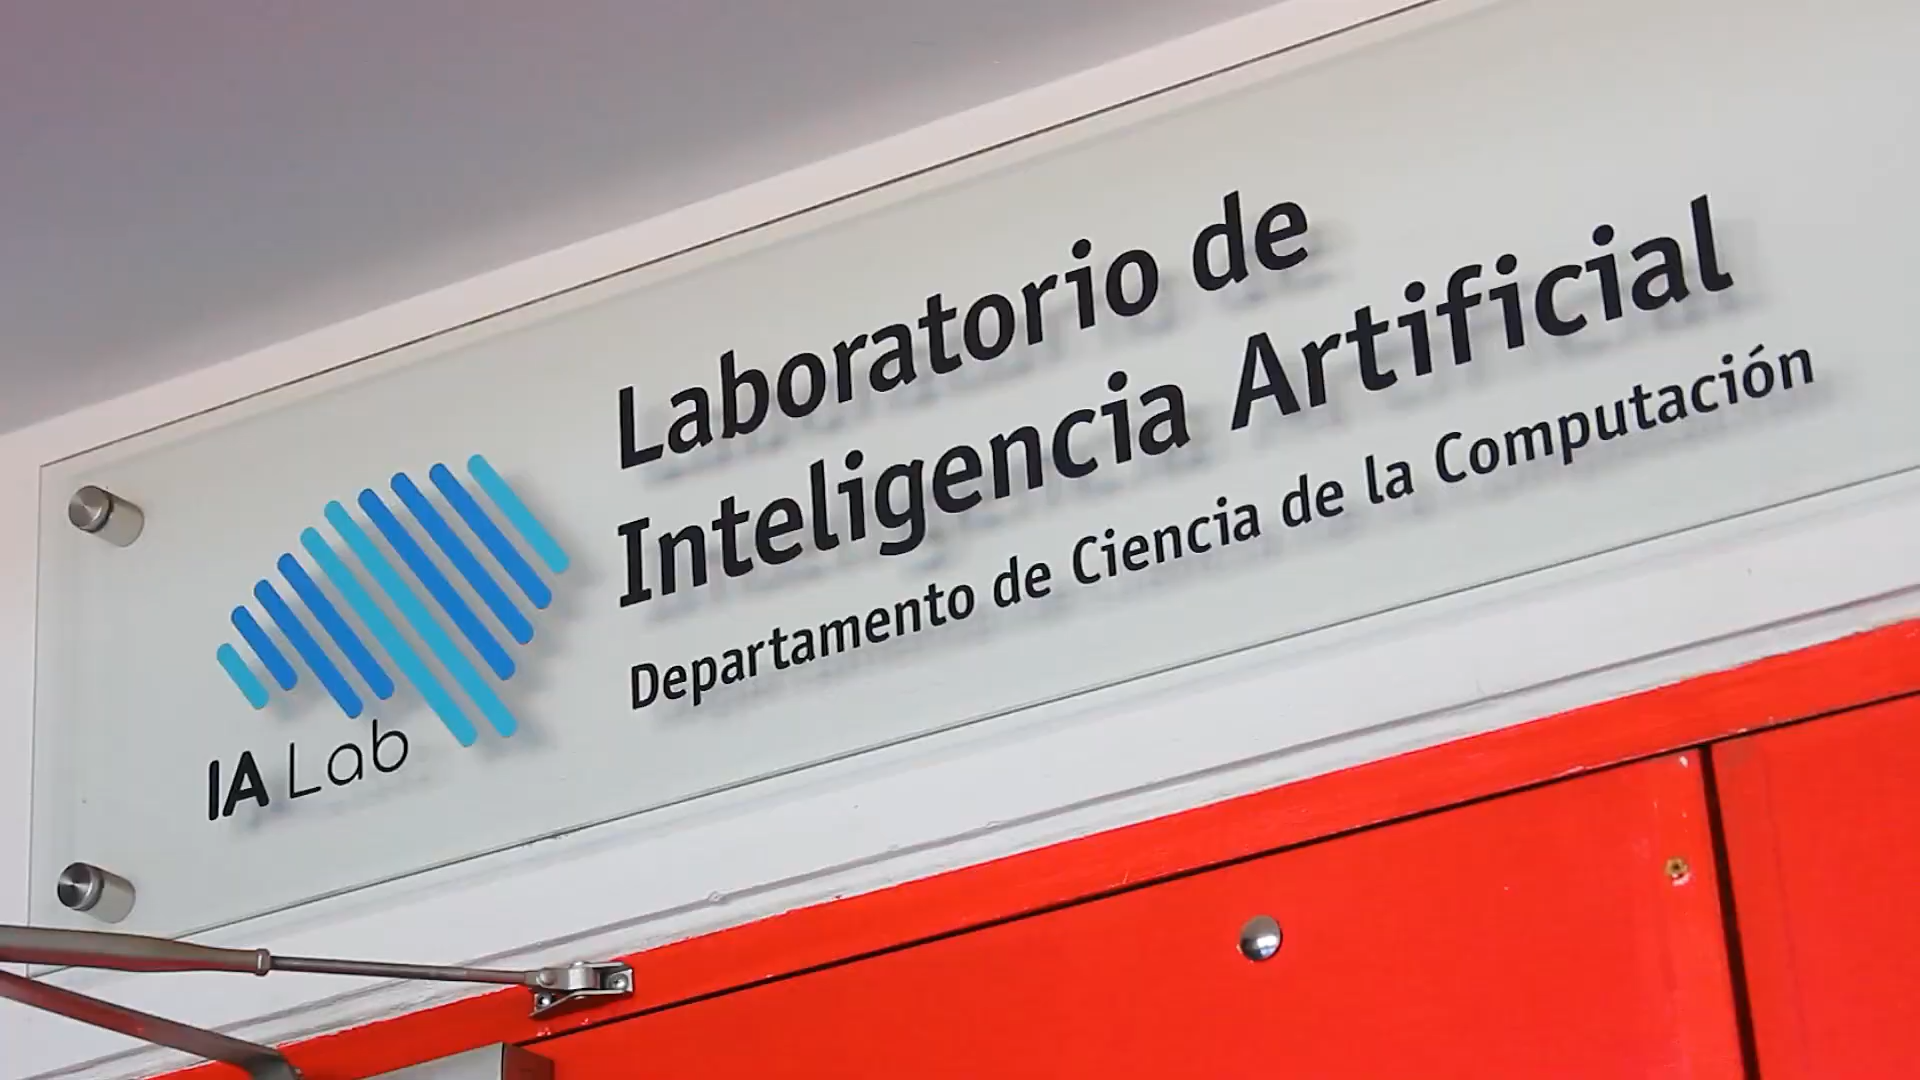 Laboratorio de
Inteligencia Artificial
Departamento de Ciencia de la Computación
IA Lab